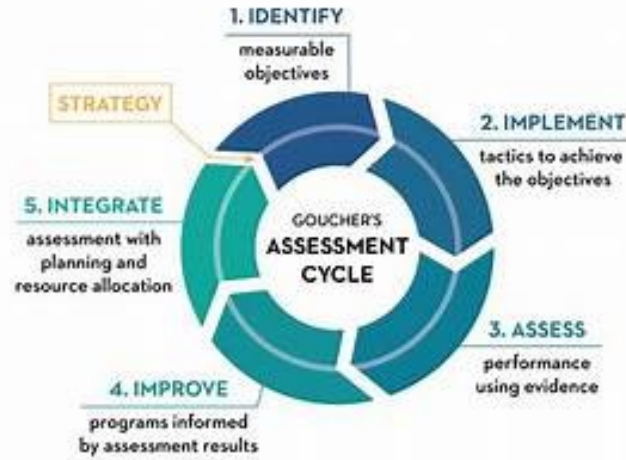 1. IDENTIFY
measurable
objectives
STRATEGY
2. IMPLEMENT
tactics to achieve
the objectives
5. INTEGRATE
assessment with
planning and
resource allocation
GOUCHER'S
ASSESSMENT
CYCLE
3. ASSESS
performance
using evidence
4. IMPROVE
programs informed
by assessment results